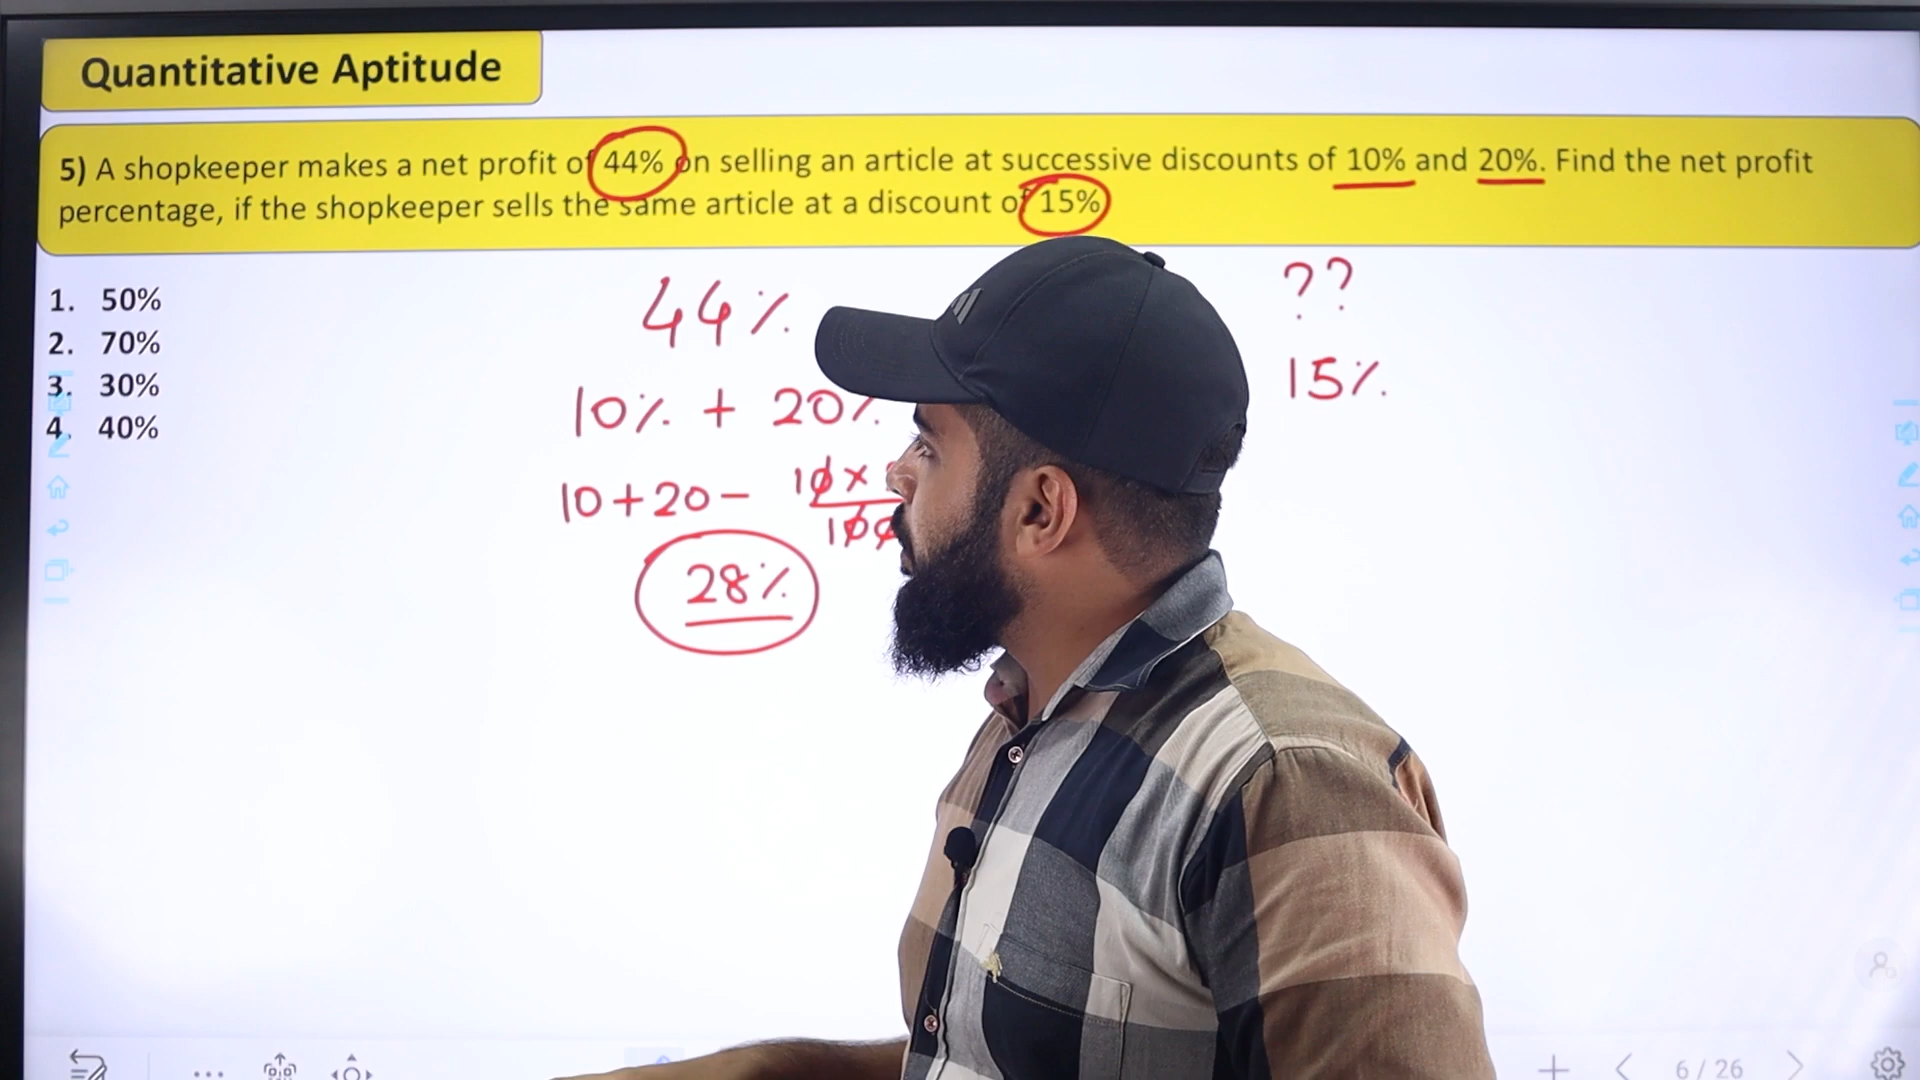 Quantitative Aptitude
5) A shopkeeper makes a net profit of 44% on selling an article at successive discounts of 10% and 20%. Find the net profit
percentage, if the shopkeeper sells the same article at a discount of 15%
1. 50%
2. 70%
3. 30%
4. 40%
44%
10% + 20%
10+20- 10×
100
28%
??
15%
6 / 26